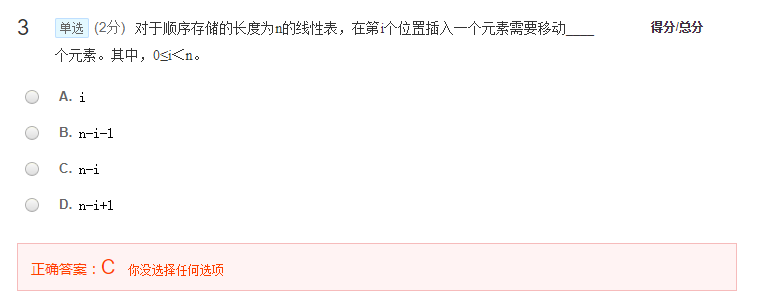 3 单选 (2分) 对于顺序存储的长度为n的线性表，在第i个位置插入一个元素需要移动____ 得分/总分
个元素。其中，0≤i＜n。
A. i
B. n-i-1
C. n-i
D. n-i+1
正确答案：C 你没选择任何选项